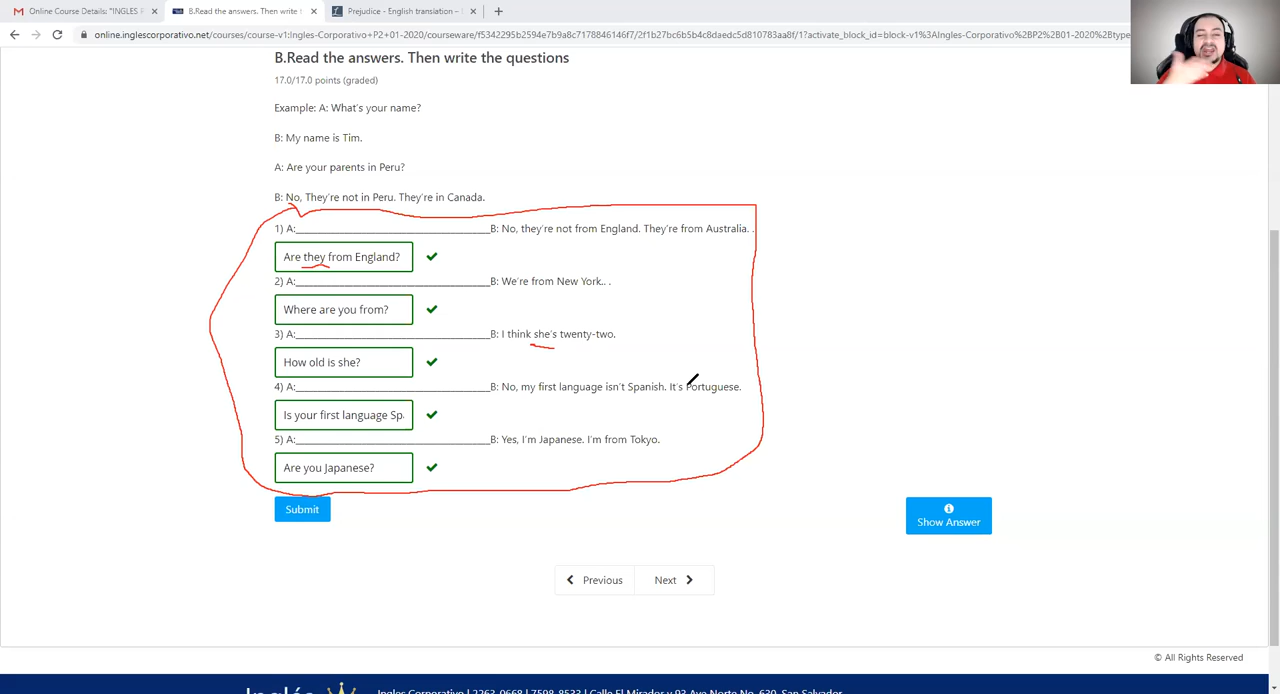 Online Course Details: "INGLES P
B.Read the answers. Then write t
Prejudice - English translation –
online.inglescorporativo.net/courses/course-v1:Ingles-Corporativo+P2+01-2020/courseware/f5342295b1594e7b9a8c7178846146f7/2f1b27bc6b5b4c8daedc5d810783aa8f/1?activate_block_id=block-v1%3AIngles-Corporativo%2BP2%2B01-2020%2Btype
B.Read the answers. Then write the questions
17.0/17.0 points (graded)
Example: A: What's your name?
B: My name is Tim.
A: Are your parents in Peru?
B: No, They're not in Peru. They're in Canada.
1) A:__________________________________B: No, they're not from England. They're from Australia. .
Are they from England?
2) A:__________________________________B: We're from New York.. .
Where are you from?
3) A:__________________________________B: I think she's twenty-two.
How old is she?
4) A:__________________________________B: No, my first language isn't Spanish. It's Portuguese.
Is your first language Sp
5) A:__________________________________B: Yes, I'm Japanese. I'm from Tokyo.
Are you Japanese?
Submit
Show Answer
Previous Next
© All Rights Reserved
Inglés Ingles Corporativo | 2263-0668 | 7598-8533 | Calle El Mirador y 93 Ave Norte No. 630, San Salvador